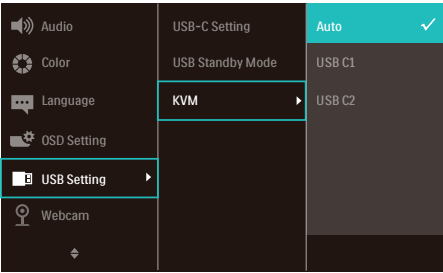 Audio
Color
Language
OSD Setting
USB Setting
Webcam
USB-C Setting
USB Standby Mode
KVM
Auto
USB C1
USB C2